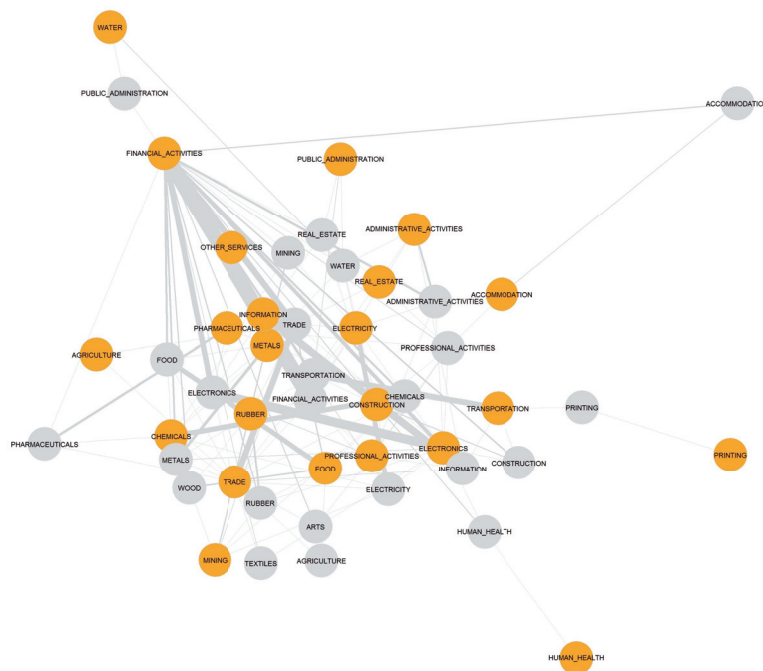 WATER
PUBLIC_ADMINISTRATION
ACCOMMODATION
FINANCIAL_ACTIVITIES
PUBLIC_ADMINISTRATION
ADMINISTRATIVE_ACTIVITIES
REAL_ESTATE
OTHER_SERVICES
MINING
WATER
REAL_ESTATE
ACCOMMODATION
ADMINISTRATIVE_ACTIVITIES
INFORMATION
TRADE
PHARMACEUTICALS
ELECTRICITY
METALS
PROFESSIONAL_ACTIVITIES
AGRICULTURE
FOOD
TRANSPORTATION
ELECTRONICS
FINANCIAL_ACTIVITIES
CHEMICALS
CONSTRUCTION
TRANSPORTATION
PRINTING
RUBBER
CHEMICALS
PHARMACEUTICALS
ELECTRONICS
METALS
PROFESSIONAL_ACTIVITIES
PRINTING
CONSTRUCTION
FOOD
INFORMATION
TRADE
WOOD
ELECTRICITY
RUBBER
ARTS
HUMAN_HEALTH
MINING
TEXTILES
AGRICULTURE
HUMAN_HEALTH